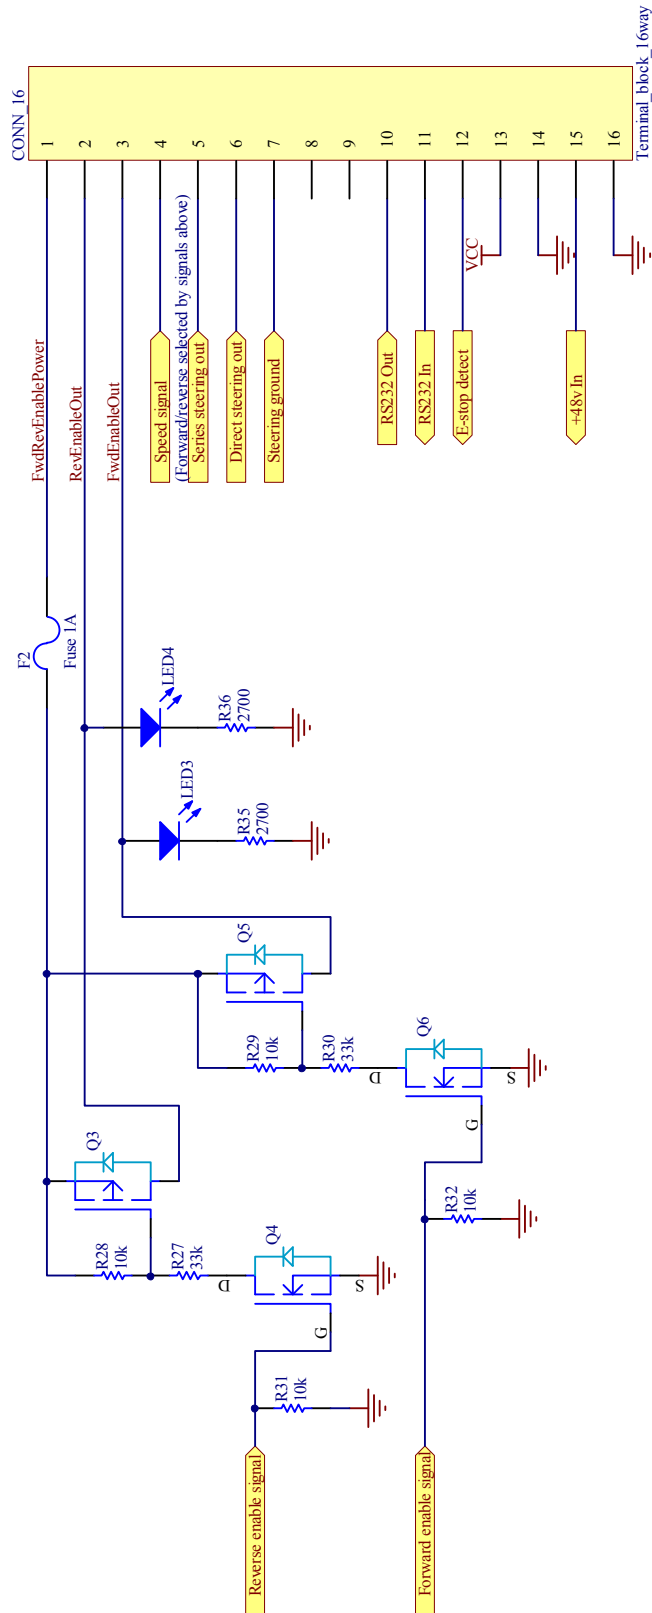 CONN_16
Terminal_block_16way
1
2
3
4
5
6
7
8
9
10
11
12
13
14
15
16
FwdRevEnablePower
RevEnableOut
FwdEnableOut
Speed signal
(Forward/reverse selected by signals above)
Series steering out
Direct steering out
Steering ground
RS232 Out
RS232 In
E-stop detect
VCC
+48v In
F2
Fuse 1A
LED4
R36
2700
LED3
R35
2700
Q5
R29
10k
R30
33k
Q6
D
S
G
R32
10k
Q3
R28
10k
R27
33k
Q4
D
S
G
R31
10k
Reverse enable signal
Forward enable signal